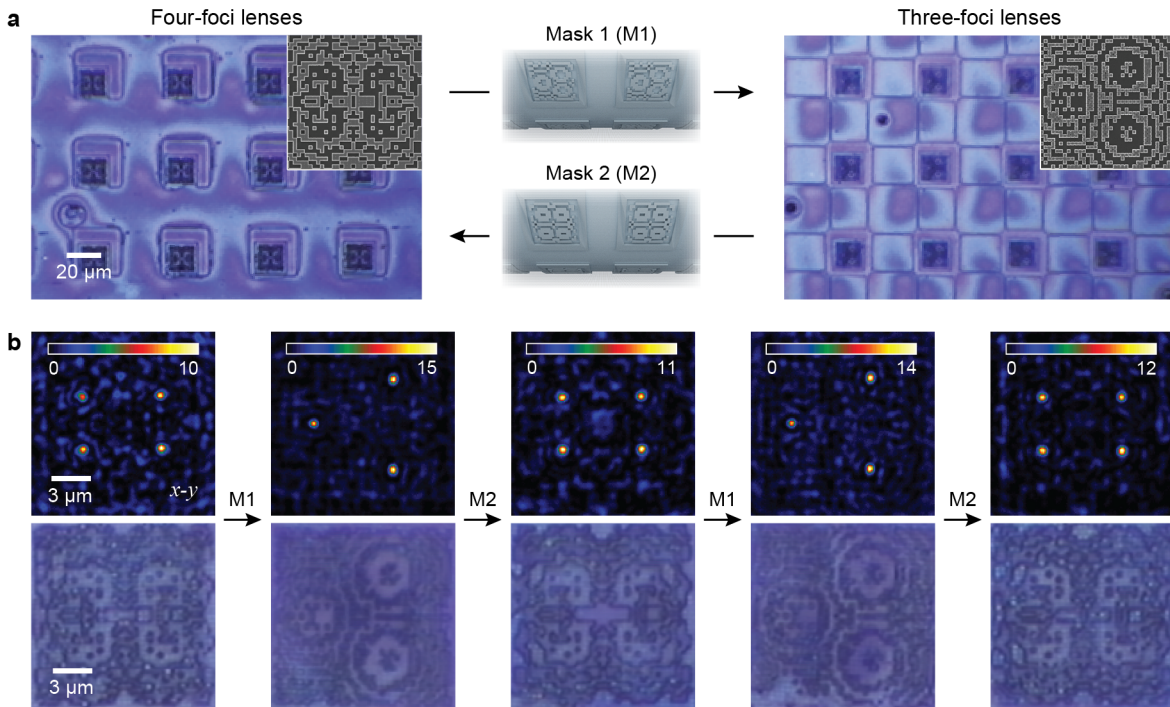 a
Four-foci lenses
Mask 1 (M1)
Three-foci lenses
Mask 2 (M2)
20 µm
b
0 10
0 15
0 11
0 14
0 12
3 µm
x-y
M1
M2
M1
M2
3 µm